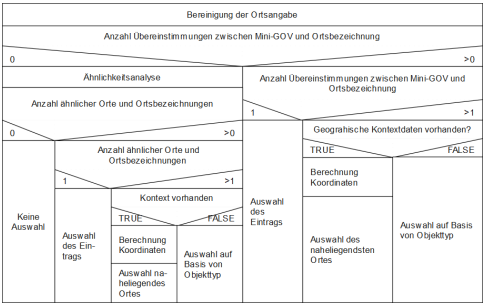 Bereinigung der Ortsangabe
Anzahl Übereinstimmungen zwischen Mini-GOV und Ortsbezeichnung
0
>0
Ähnlichkeitsanalyse
Anzahl ähnlicher Orte und Ortsbezeichnungen
0
>0
Anzahl ähnlicher Orte und
Ortsbezeichnungen
1
>1
Kontext vorhanden
TRUE
FALSE
Keine
Auswahl
Auswahl
des Ein-
trags
Berechnung
Koordinaten
Auswahl na-
heliegendes
Ortes
Auswahl auf
Basis von
Objekttyp
Anzahl Übereinstimmungen zwischen Mini-GOV und
Ortsbezeichnung
1
>1
Auswahl
des
Eintrags
Geograhische Kontextdaten vorhanden?
TRUE
FALSE
Berechnung
Koordinaten
Auswahl des
naheliegendsten
Ortes
Auswahl auf Basis
von Objekttyp